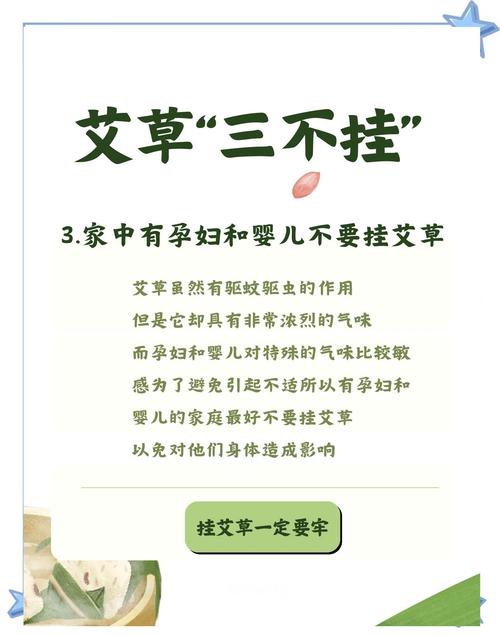 艾草“三不挂”
3.家中有孕妇和婴儿不要挂艾草
艾草虽然有驱蚊驱虫的作用
但是它却具有非常浓烈的气味
而孕妇和婴儿对特殊的气味比较敏
感为了避免引起不适所以有孕妇和
婴儿的家庭最好不要挂艾草
以免对他们身体造成影响
挂艾草一定要牢